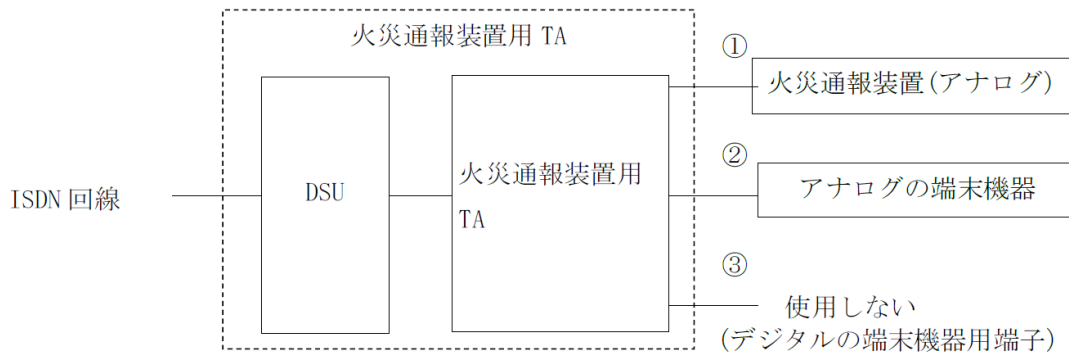 火災通報装置用 TA
①
火災通報装置(アナログ)
②
アナログの端末機器
ISDN 回線
DSU
火災通報装置用
TA
③
使用しない
(デジタルの端末機器用端子)